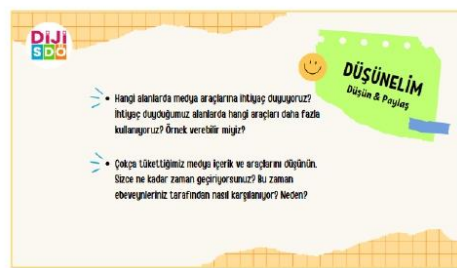 DİJİ
SDÖ
DÜŞÜNELİM
Düşün & Paylaş
• Hangi alanlarda medya araçlarına ihtiyaç duyuyoruz?
İhtiyaç duyduğumuz alanlarda hangi araçları daha fazla
kullanıyoruz? Örnek verebilir miyiz?
• Çokça tükettiğimiz medya içerik ve araçlarını düşünün.
Sizce ne kadar zaman geçiriyorsunuz? Bu zaman
ebeveynleriniz tarafından nasıl karşılanıyor? Neden?